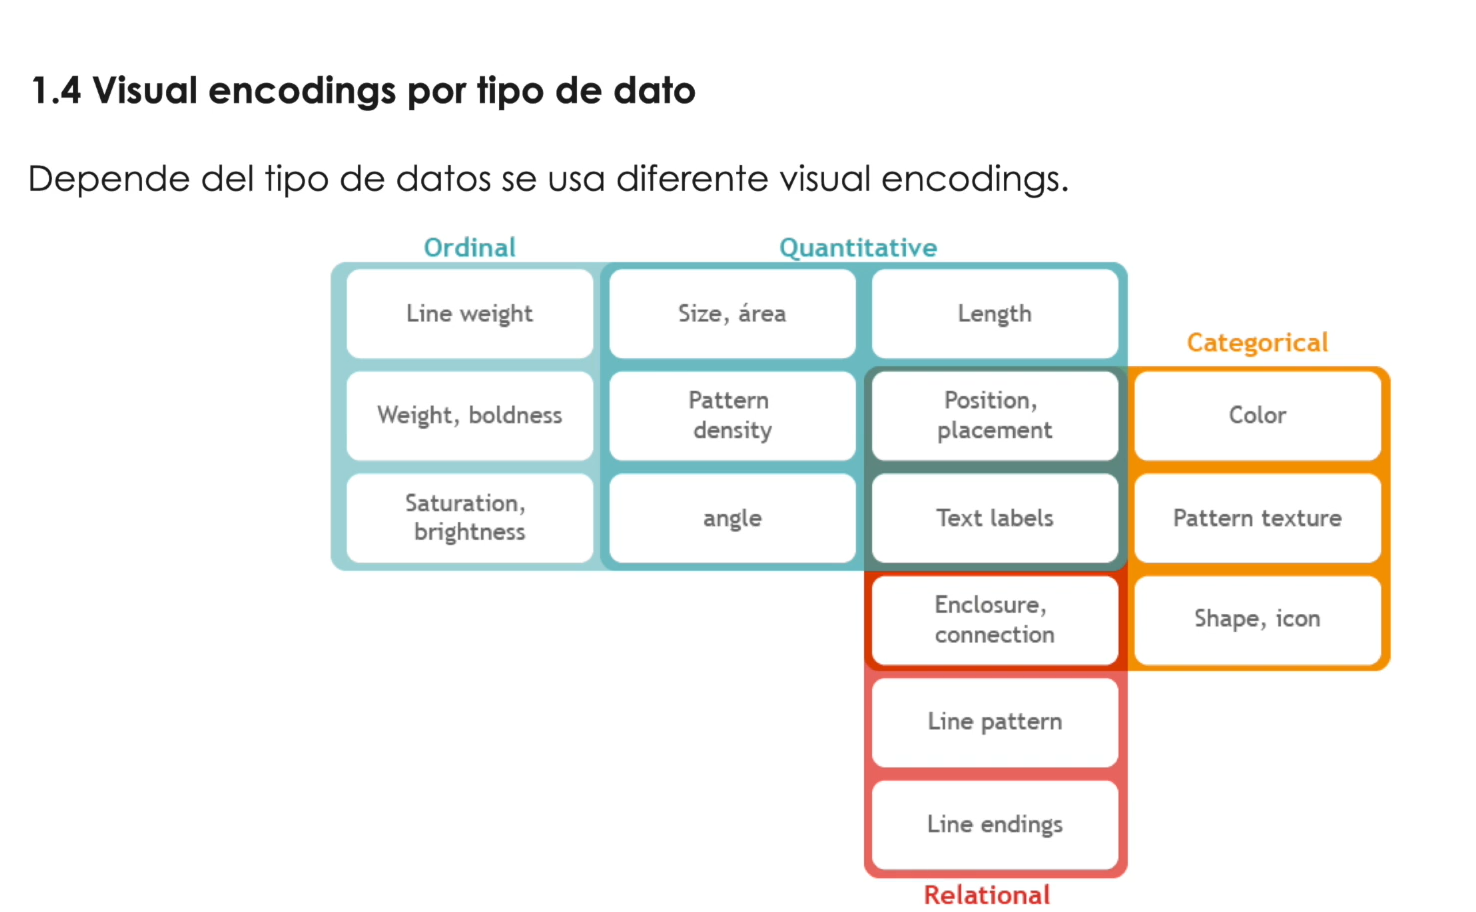 1.4 Visual encodings por tipo de dato
Depende del tipo de datos se usa diferente visual encodings.
Ordinal
Quantitative
Line weight
Size, área
Length
Categorical
Weight, boldness
Pattern
density
Position,
placement
Color
Saturation,
brightness
angle
Text labels
Pattern texture
Enclosure,
connection
Shape, icon
Line pattern
Line endings
Relational